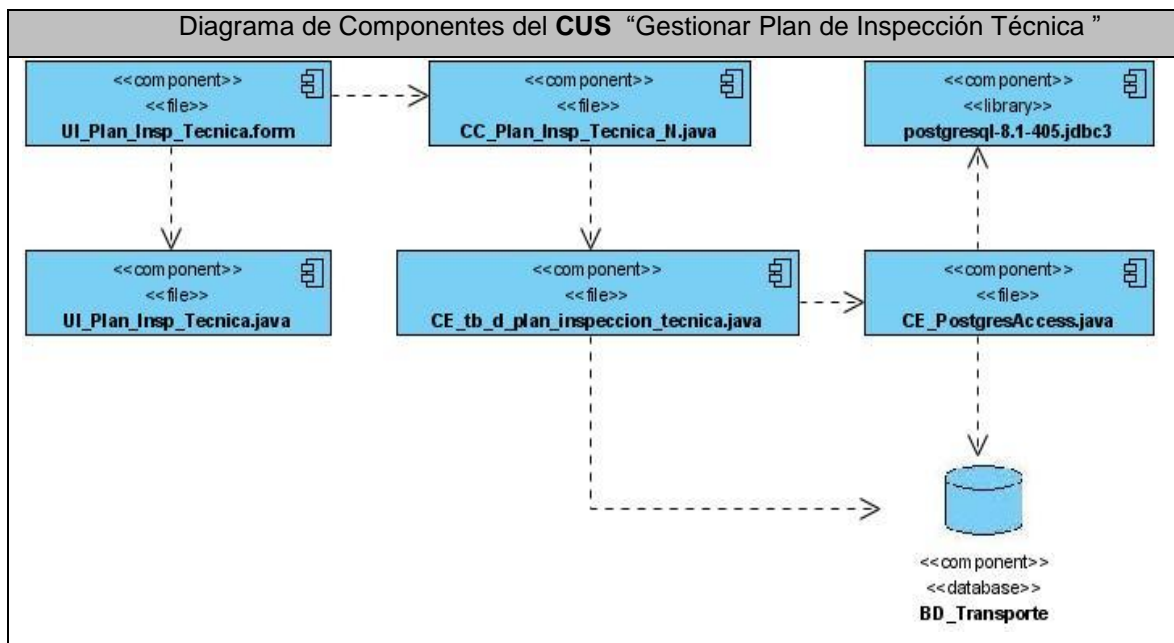 Diagrama de Componentes del CUS “Gestionar Plan de Inspección Técnica ”
<<component>>
<<file>>
UI_Plan_Insp_Tecnica.form
<<component>>
<<file>>
CC_Plan_Insp_Tecnica_N.java
<<component>>
<<library>>
postgresql-8.1-405.jdbc3
<<component>>
<<file>>
UI_Plan_Insp_Tecnica.java
<<component>>
<<file>>
CE_tb_d_plan_inspeccion_tecnica.java
<<component>>
<<file>>
CE_PostgresAccess.java
<<component>>
<<database>>
BD_Transporte